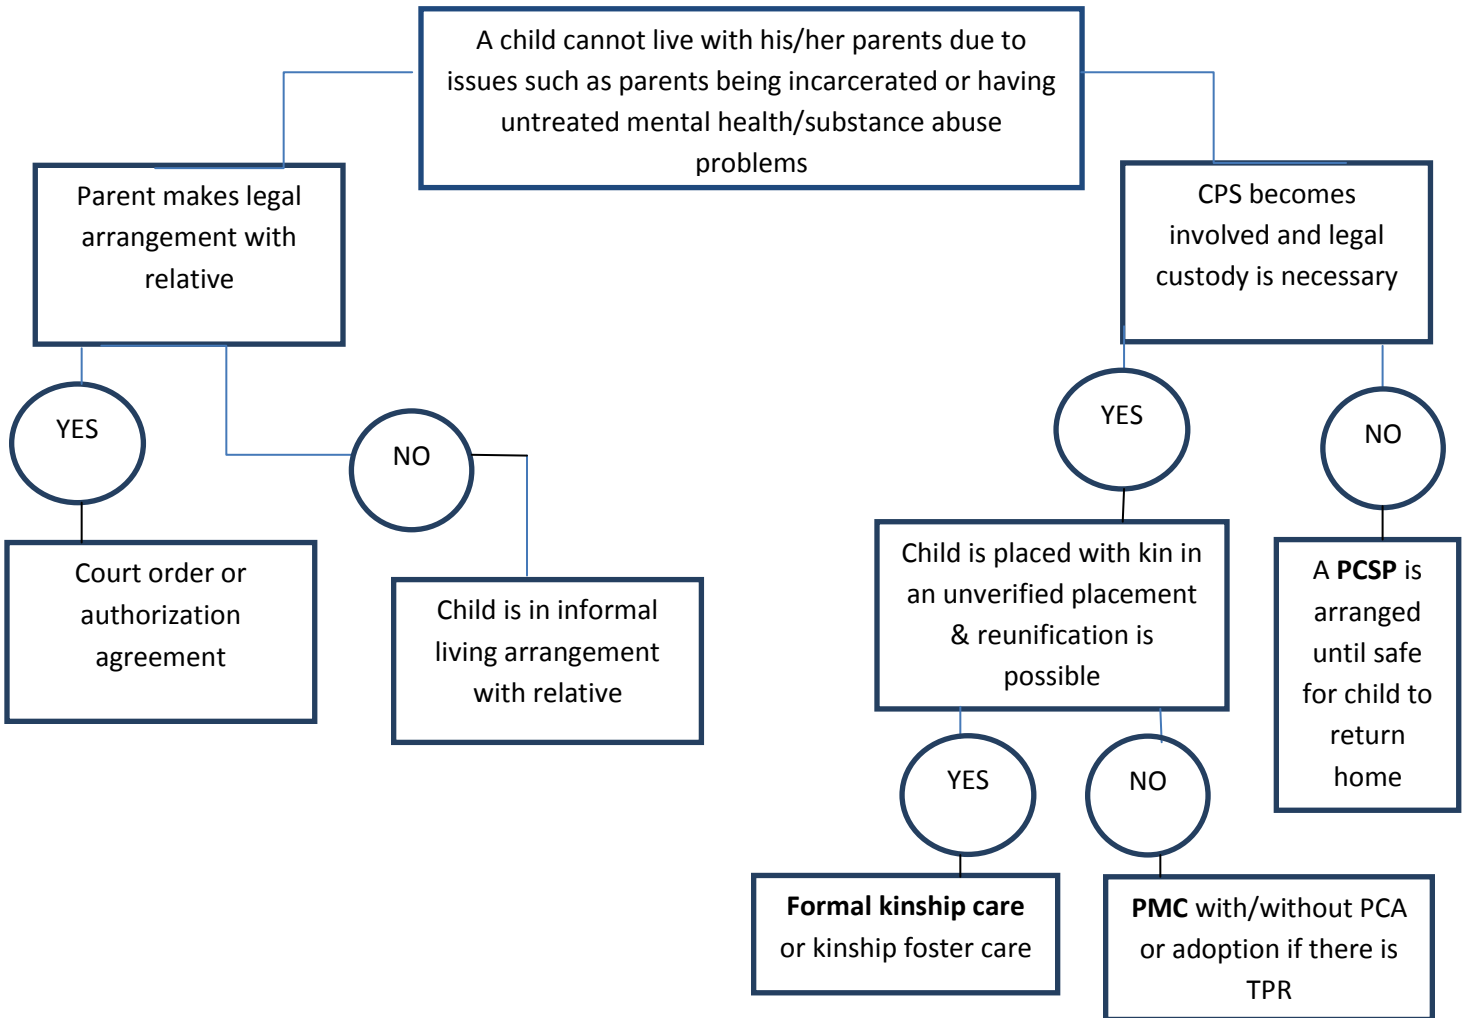 A child cannot live with his/her parents due to
issues such as parents being incarcerated or having
untreated mental health/substance abuse
problems
Parent makes legal
arrangement with
relative
CPS becomes
involved and legal
custody is necessary
YES
NO
YES
NO
Court order or
authorization
agreement
Child is in informal
living arrangement
with relative
Child is placed with kin in
an unverified placement
& reunification is
possible
A PCSP is
arranged
until safe
for child to
return
home
YES
NO
Formal kinship care
or kinship foster care
PMC with/without PCA
or adoption if there is
TPR